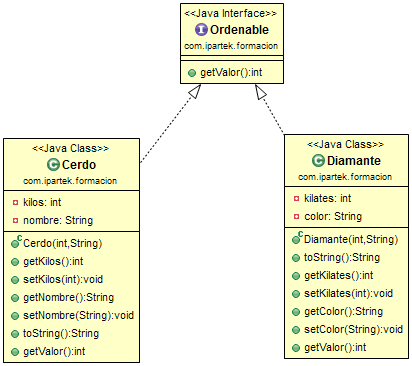 <<Java Interface>>
Ordenable
com.ipartek.formacion
getValor():int
<<Java Class>>
Cerdo
com.ipartek.formacion
kilos: int
nombre: String
Cerdo(int,String)
getKilos():int
setKilos(int):void
getNombre():String
setNombre(String):void
toString():String
getValor():int
<<Java Class>>
Diamante
com.ipartek.formacion
kilates: int
color: String
Diamante(int,String)
toString():String
getKilates():int
setKilates(int):void
getColor():String
setColor(String):void
getValor():int